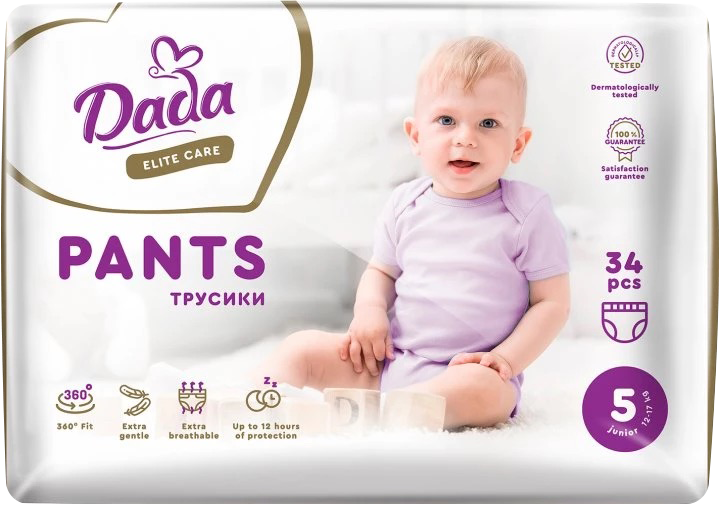 Dada
ELITE CARE
PANTS
ТРУСИКИ
DERMATOLOGICALLY
TESTED
Dermatologically
tested
100%
GUARANTEE
Satisfaction
guarantee
34
pcs
5
junior
12-17 kg
360°
360° Fit
Extra
gentle
Extra
breathable
Z Z
Up to 12 hours
of protection
D